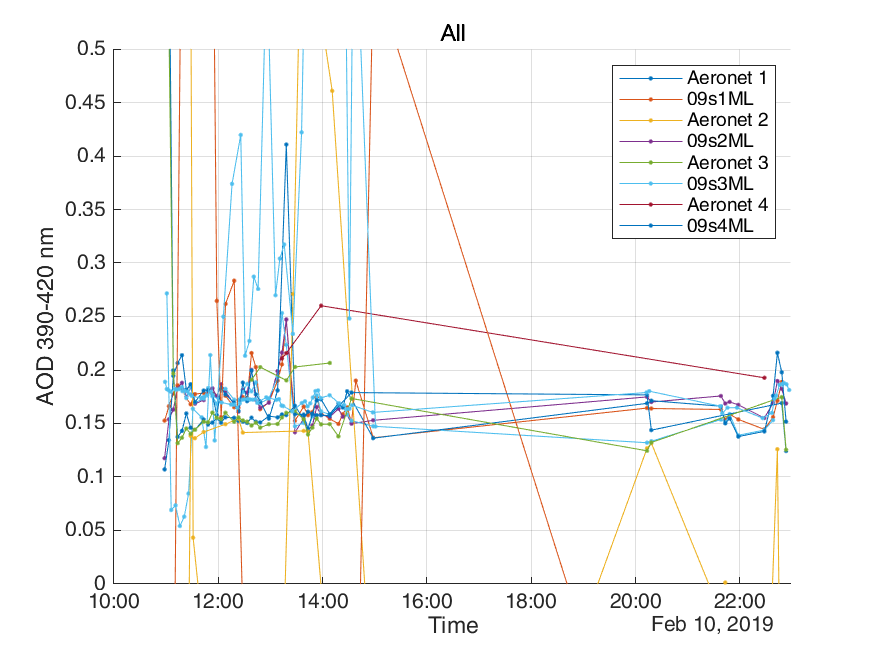 All
0.5
0.45
0.4
0.35
0.3
0.25
0.2
0.15
0.1
0.05
0
AOD 390-420 nm
Aeronet 1
09s1ML
Aeronet 2
09s2ML
Aeronet 3
09s3ML
Aeronet 4
09s4ML
10:00 12:00 14:00 16:00 18:00 20:00 22:00
Time
Feb 10, 2019